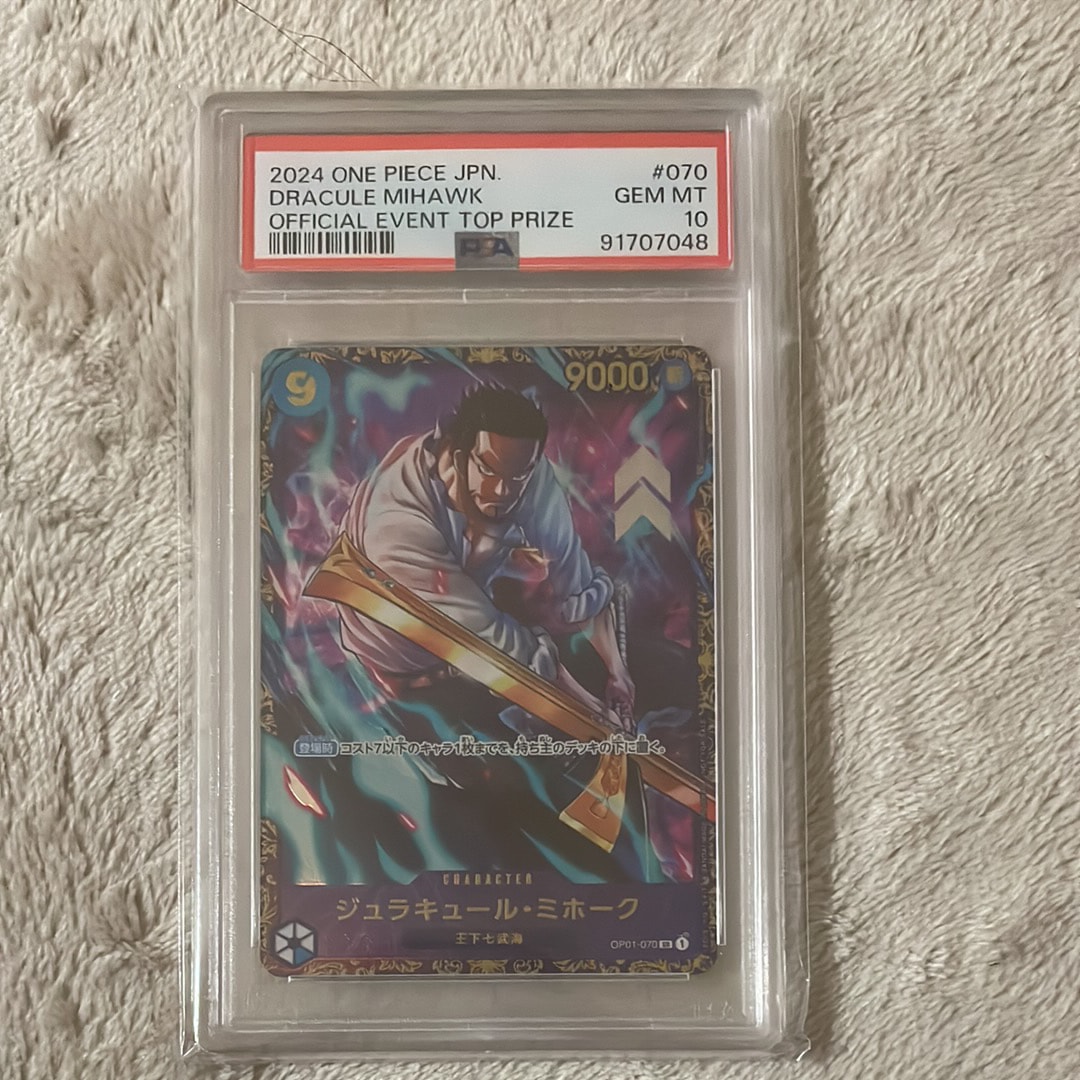 2024 ONE PIECE JPN. #070
DRACULE MIHAWK GEM MT
OFFICIAL EVENT TOP PRIZE 10
PSA
91707048
9
9000 斬
登場時 コスト7以下のキャラ1枚までを、持ち主のデッキの下に置く。
CHARACTER
ジュラキュール・ミホーク
王下七武海
OP01-070 1